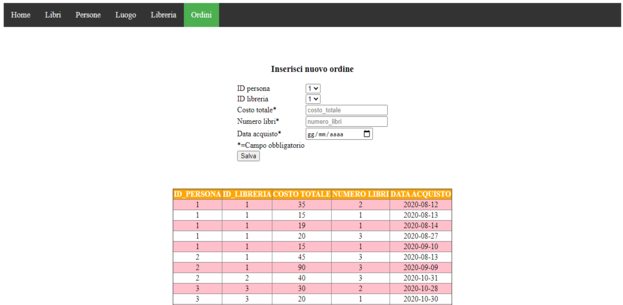 Home Libri Persone Luogo Libreria Ordini
Inserisci nuovo ordine
ID persona 1
ID libreria 1
Costo totale* costo_totale
Numero libri* numero_libri
Data acquisto* gg/mm/aaaa
*=Campo obbligatorio
Salva
ID_PERSONA ID_LIBRERIA COSTO TOTALE NUMERO LIBRI DATA ACQUISTO
1 1 35 2 2020-08-12
1 1 15 1 2020-08-13
1 1 19 1 2020-08-14
1 1 20 3 2020-08-27
1 1 15 1 2020-09-10
2 1 45 3 2020-08-13
2 1 90 3 2020-09-09
2 2 40 3 2020-10-31
3 3 30 2 2020-10-28
3 3 20 1 2020-10-30